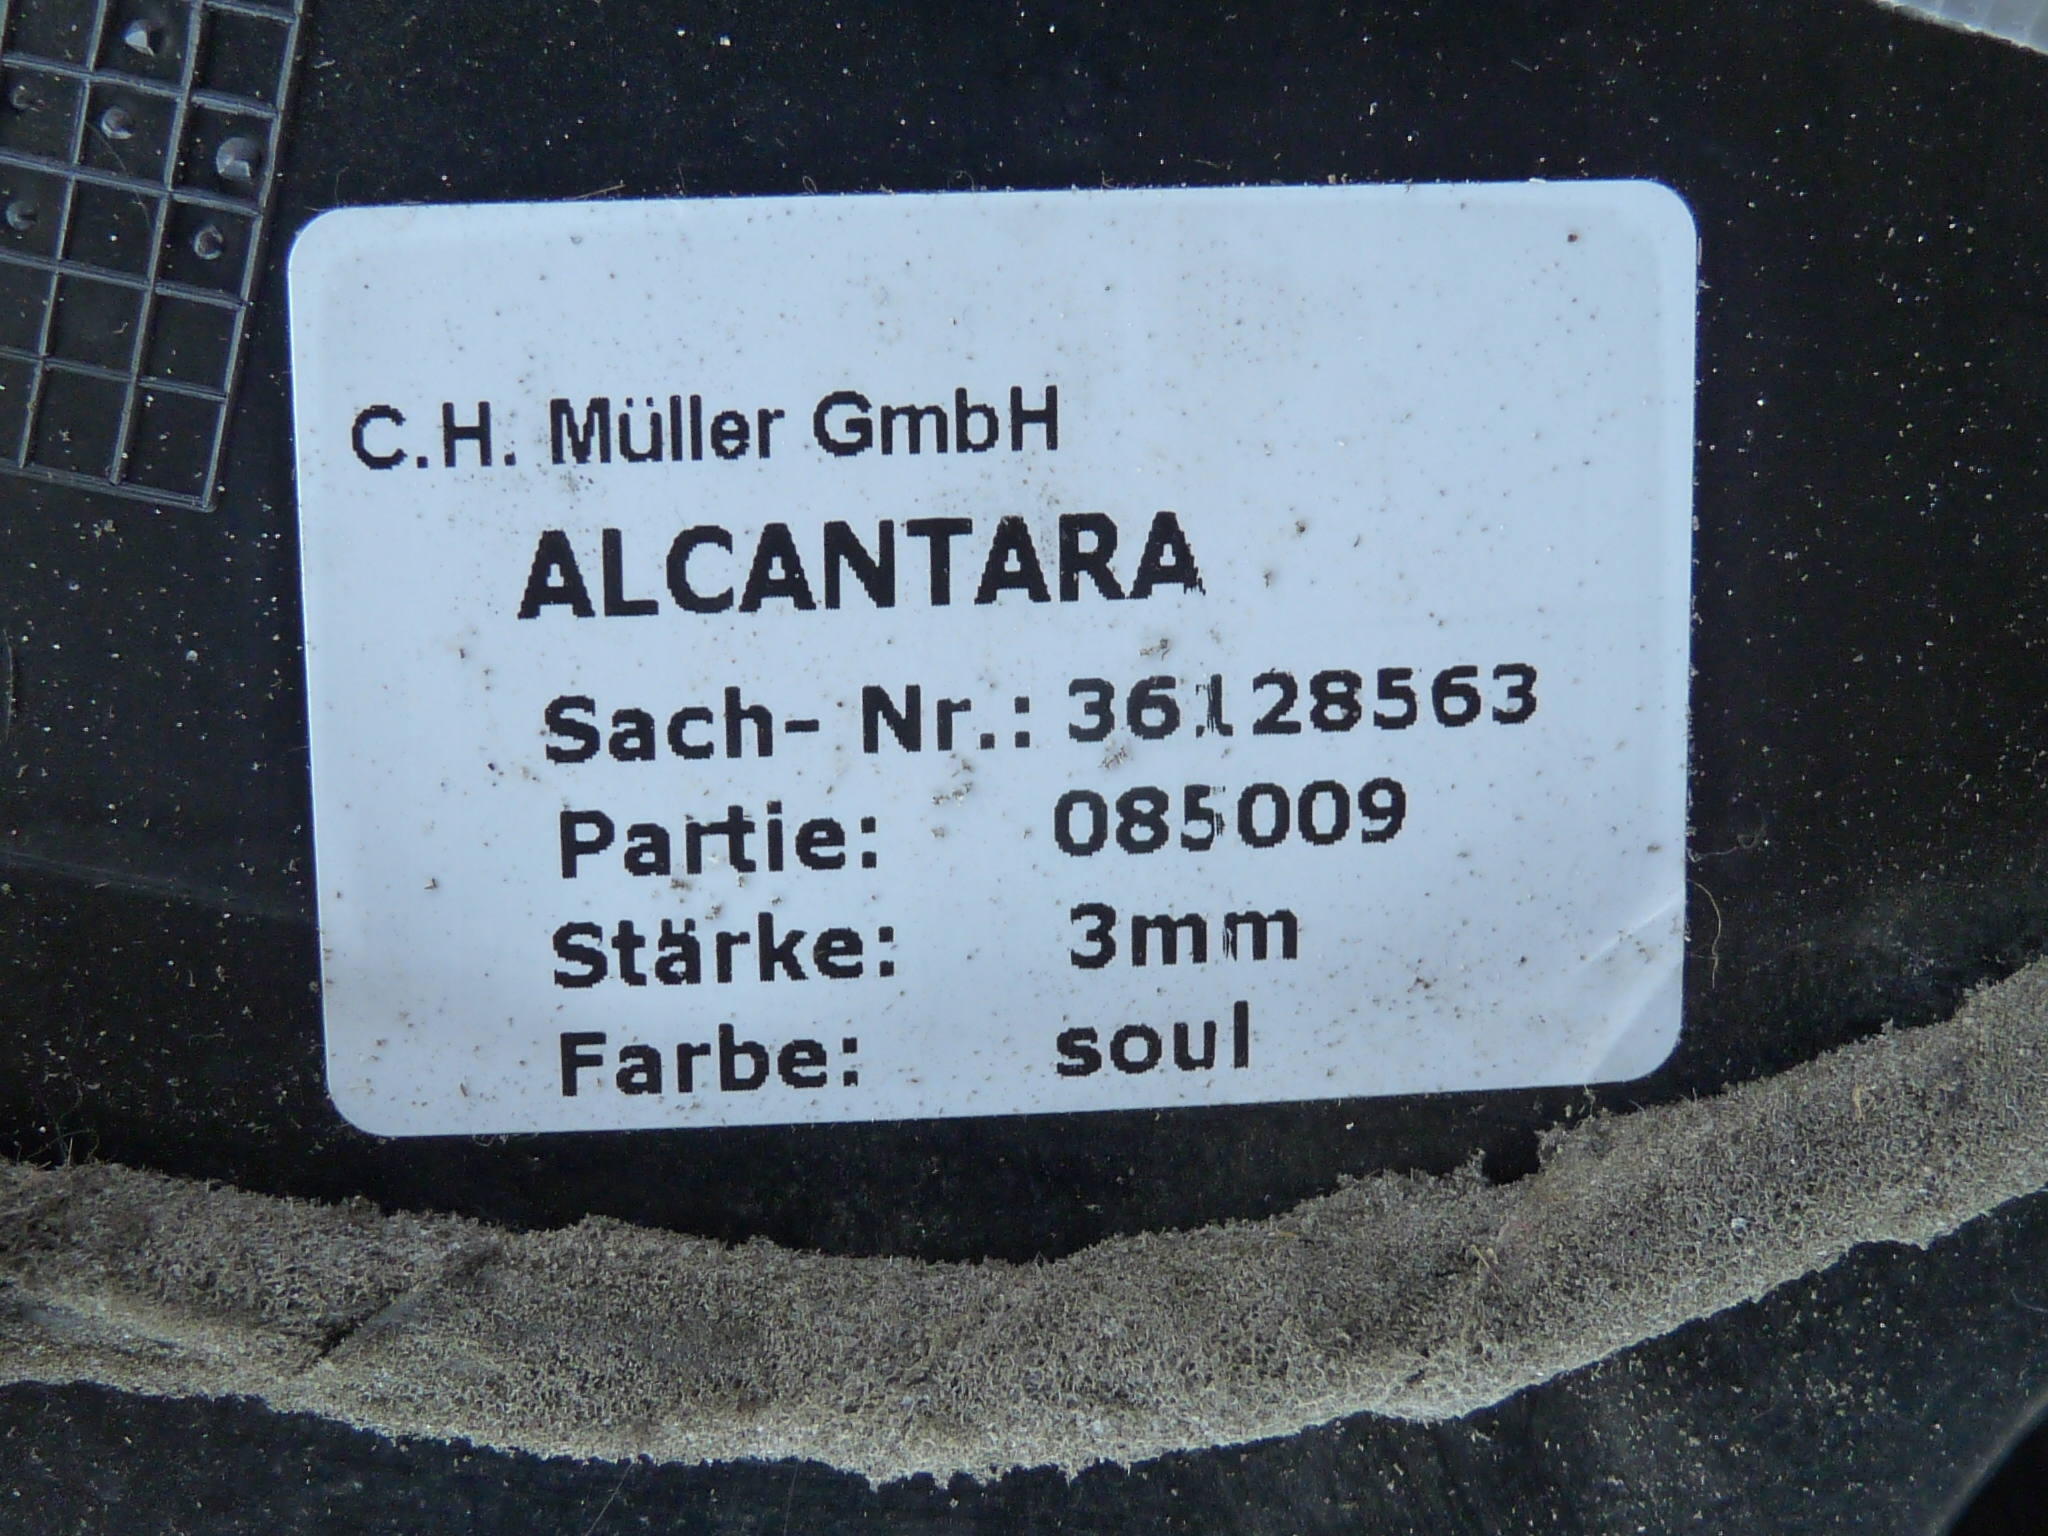 C.H. Müller GmbH
ALCANTARA
Sach- Nr.: 36128563
Partie: 085009
Stärke: 3mm
Farbe: soul